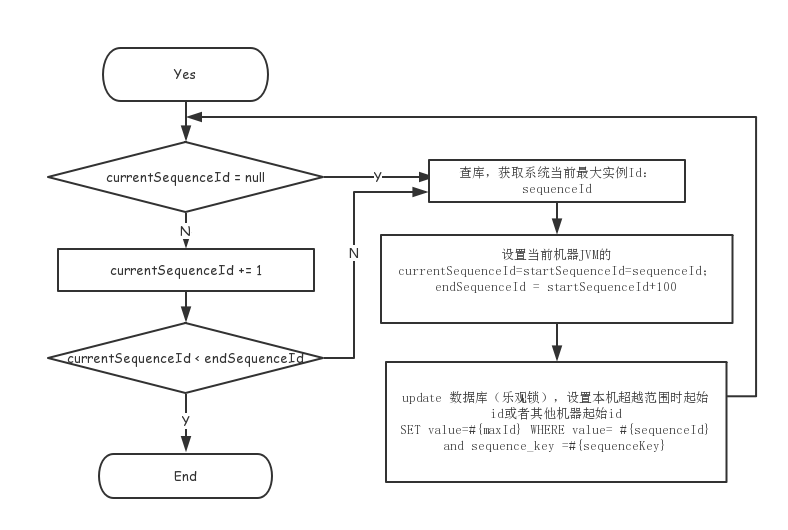 Yes
currentSequenceId = null
y
查库，获取系统当前最大实例Id：
sequenceId
N
N
设置当前机器JVM的
currentSequenceId=startSequenceId=sequenceId；
endSequenceId = startSequenceId+100
currentSequenceId += 1
currentSequenceId < endSequenceId
update 数据库（乐观锁），设置本机超越范围时起始
id或者其他机器起始id
SET value=#{maxId} WHERE value= #{sequenceId}
and sequence_key =#{sequenceKey}
y
End